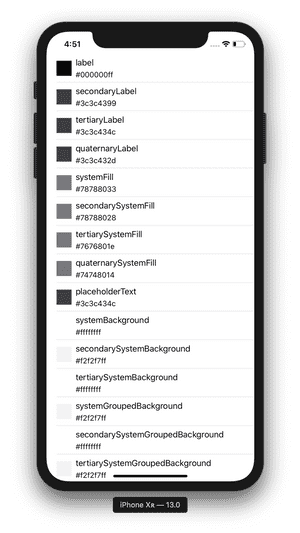 4:51
label
#000000ff
secondaryLabel
#3c3c4399
tertiaryLabel
#3c3c434c
quaternaryLabel
#3c3c432d
systemFill
#78788033
secondarySystemFill
#78788028
tertiarySystemFill
#7676801e
quaternarySystemFill
#74748014
placeholderText
#3c3c434c
systemBackground
#ffffffff
secondarySystemBackground
#f2f2f7ff
tertiarySystemBackground
#ffffffff
systemGroupedBackground
#f2f2f7ff
secondarySystemGroupedBackground
#ffffffff
tertiarySystemGroupedBackground
#f2f2f7ff
iPhone Xʀ — 13.0